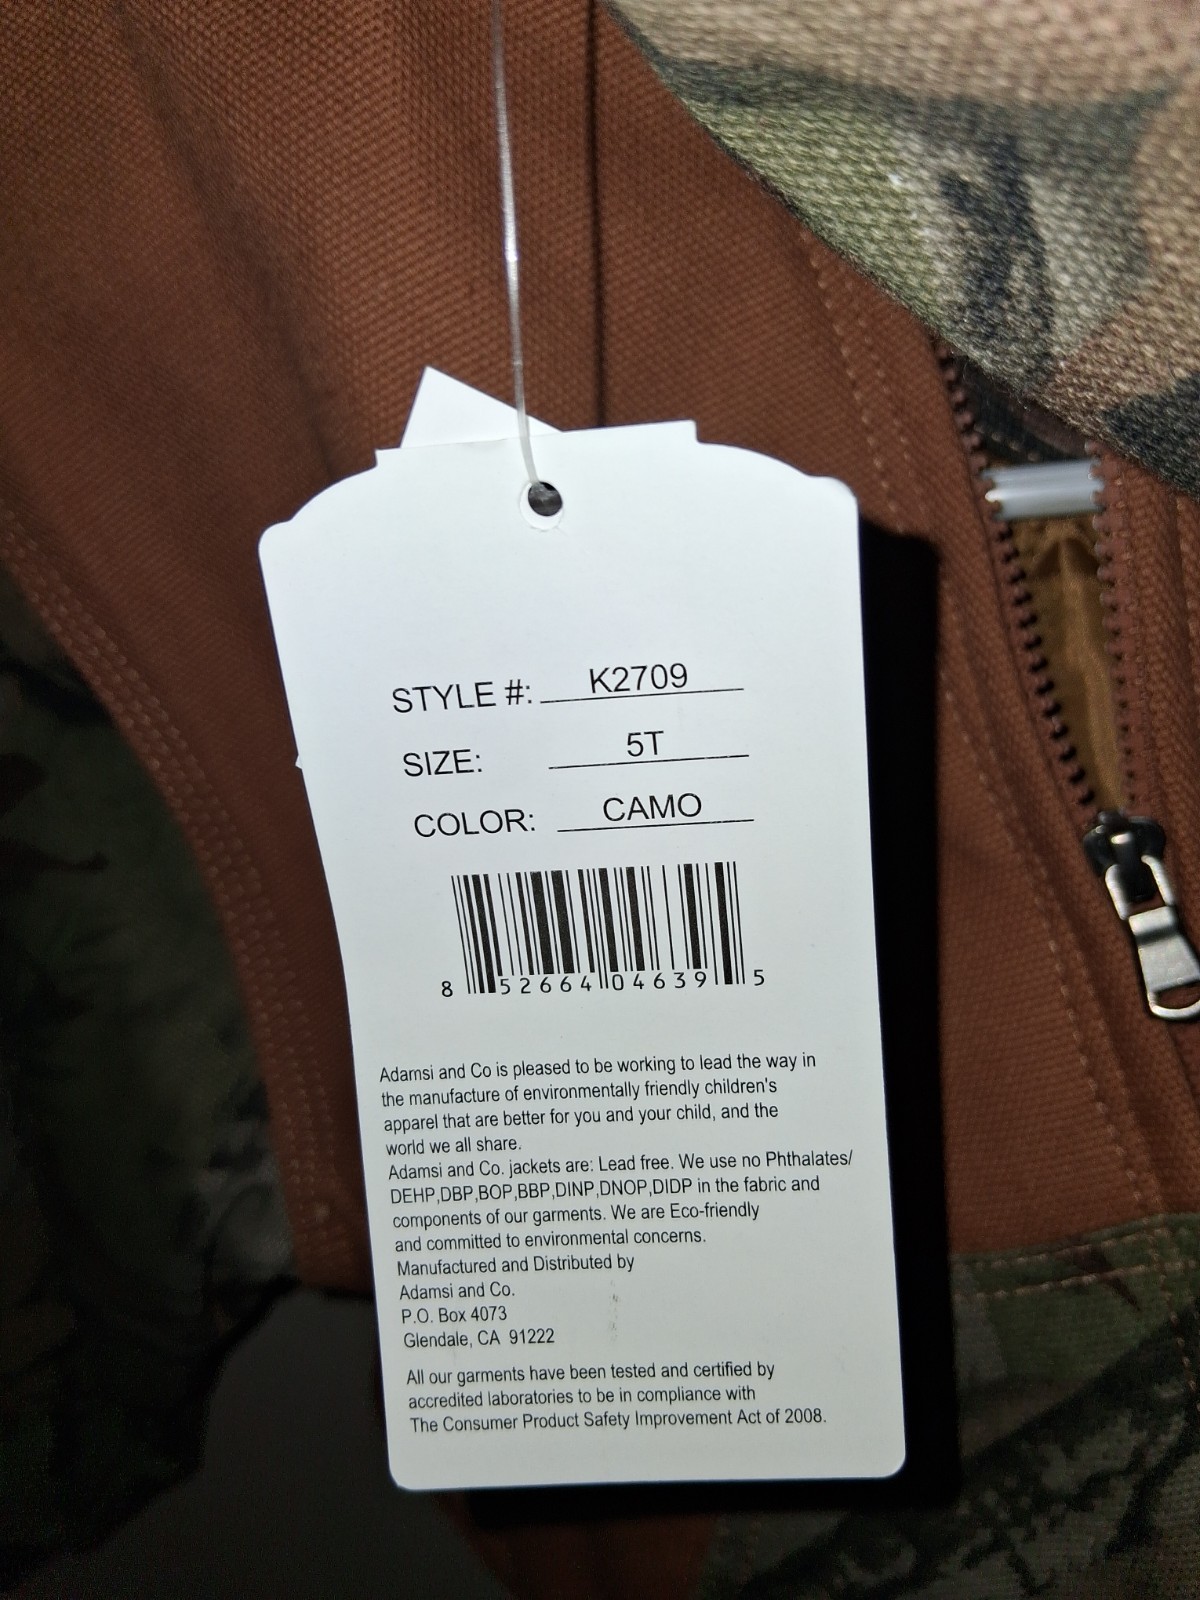 STYLE #: K2709
SIZE: 5T
COLOR: CAMO
8 52664 04639 5
Adamsi and Co is pleased to be working to lead the way in
the manufacture of environmentally friendly children's
apparel that are better for you and your child, and the
world we all share.
Adamsi and Co. jackets are: Lead free. We use no Phthalates/
DEHP,DBP,BOP,BBP,DINP,DNOP,DIDP in the fabric and
components of our garments. We are Eco-friendly
and committed to environmental concerns.
Manufactured and Distributed by
Adamsi and Co.
P.O. Box 4073
Glendale, CA 91222
All our garments have been tested and certified by
accredited laboratories to be in compliance with
The Consumer Product Safety Improvement Act of 2008.